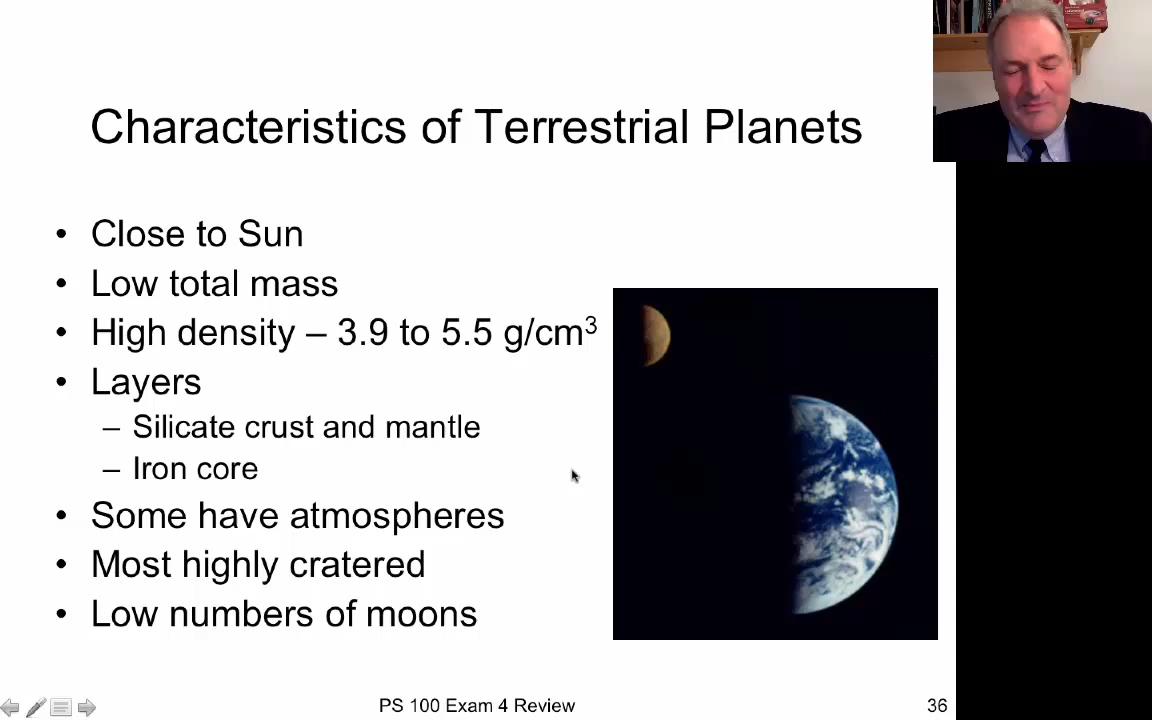 Characteristics of Terrestrial Planets
• Close to Sun
• Low total mass
• High density – 3.9 to 5.5 g/cm³
• Layers
– Silicate crust and mantle
– Iron core
• Some have atmospheres
• Most highly cratered
• Low numbers of moons
PS 100 Exam 4 Review
36